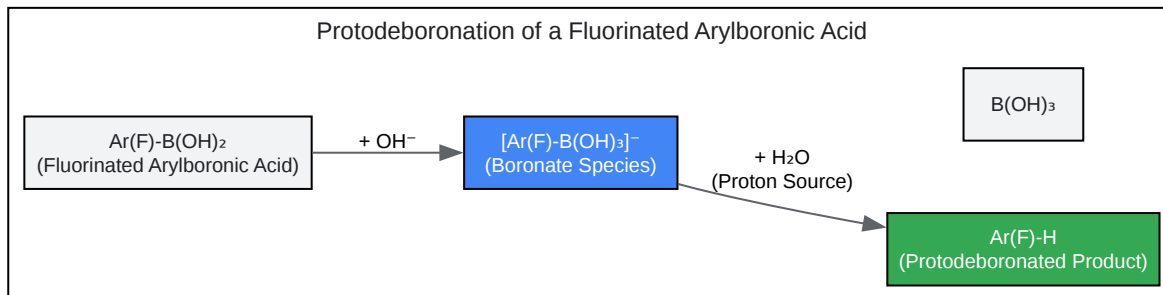 Protodeboronation of a Fluorinated Arylboronic Acid
B(OH)₃
Ar(F)-B(OH)₂
(Fluorinated Arylboronic Acid)
+ OH⁻
[Ar(F)-B(OH)₃]⁻
(Boronate Species)
+ H₂O
(Proton Source)
Ar(F)-H
(Protodeboronated Product)